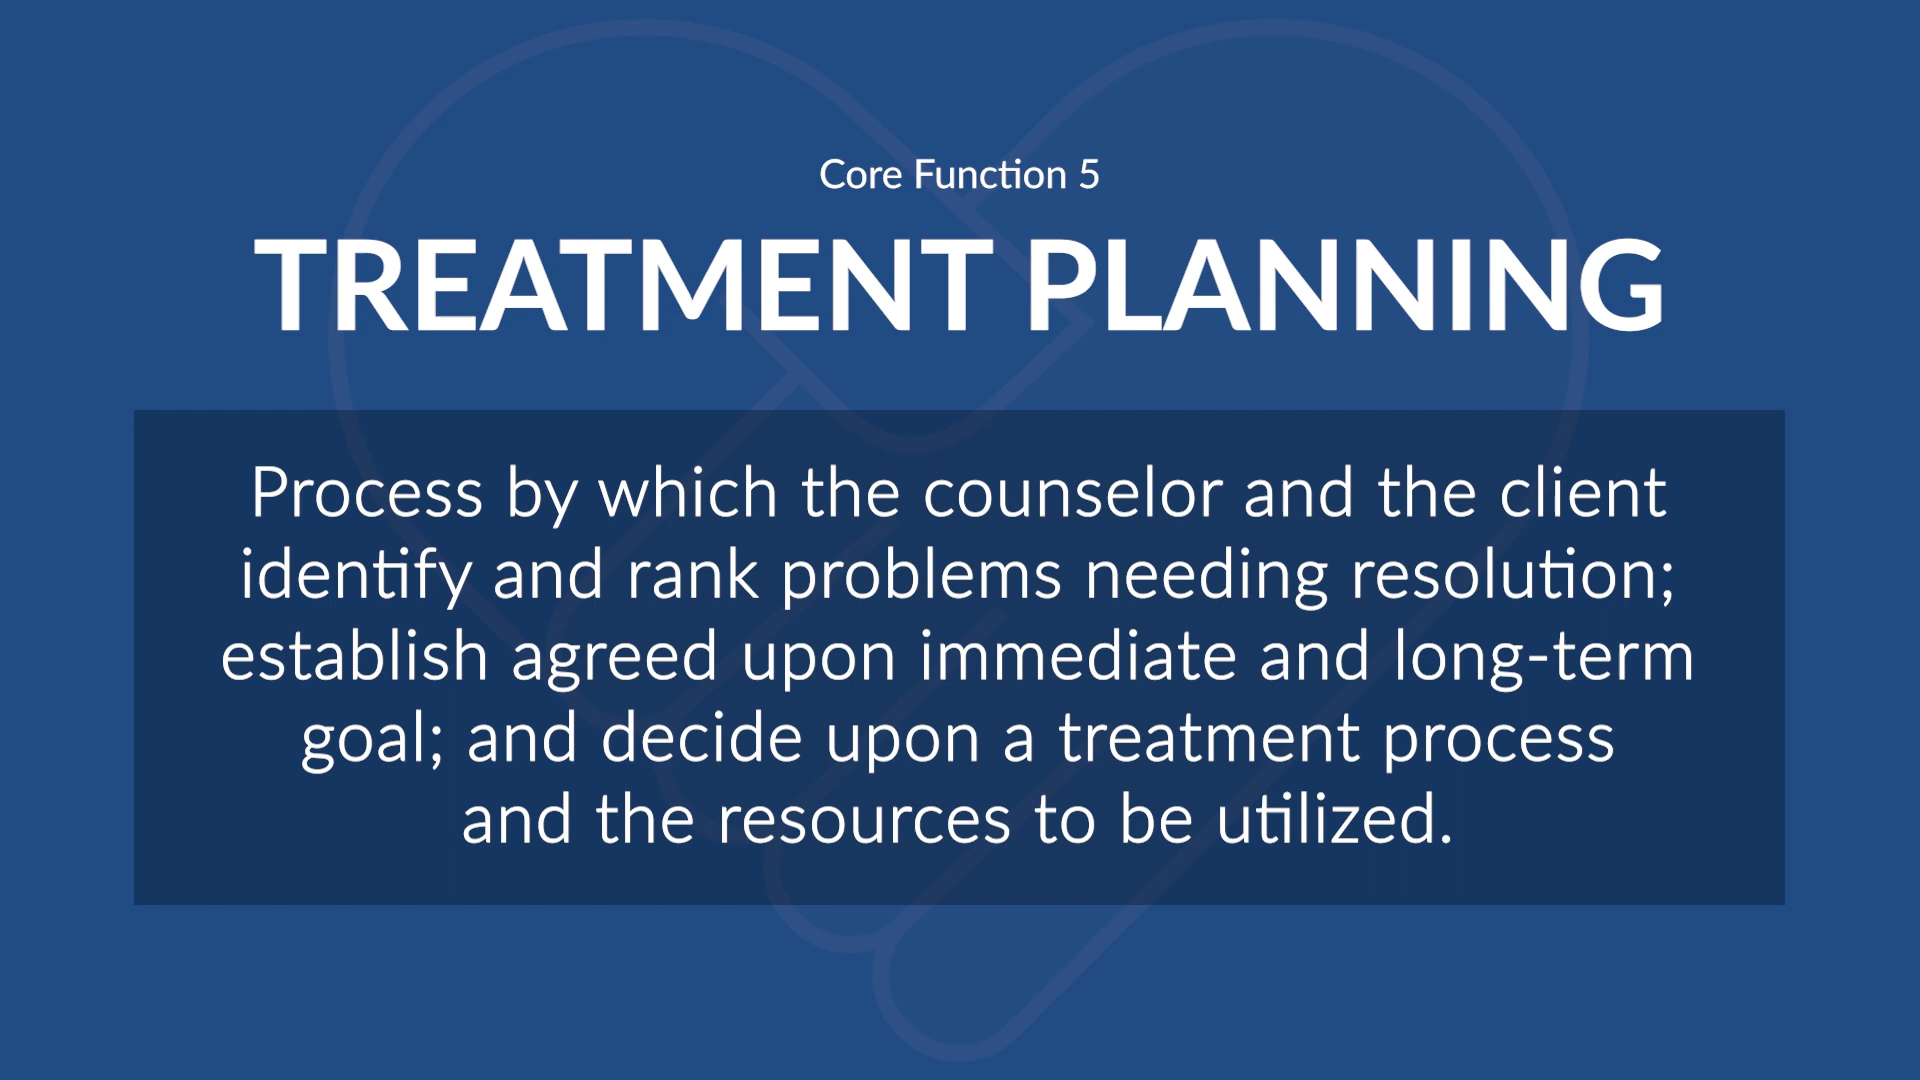 Core Function 5
TREATMENT PLANNING
Process by which the counselor and the client
identify and rank problems needing resolution;
establish agreed upon immediate and long-term
goal; and decide upon a treatment process
and the resources to be utilized.